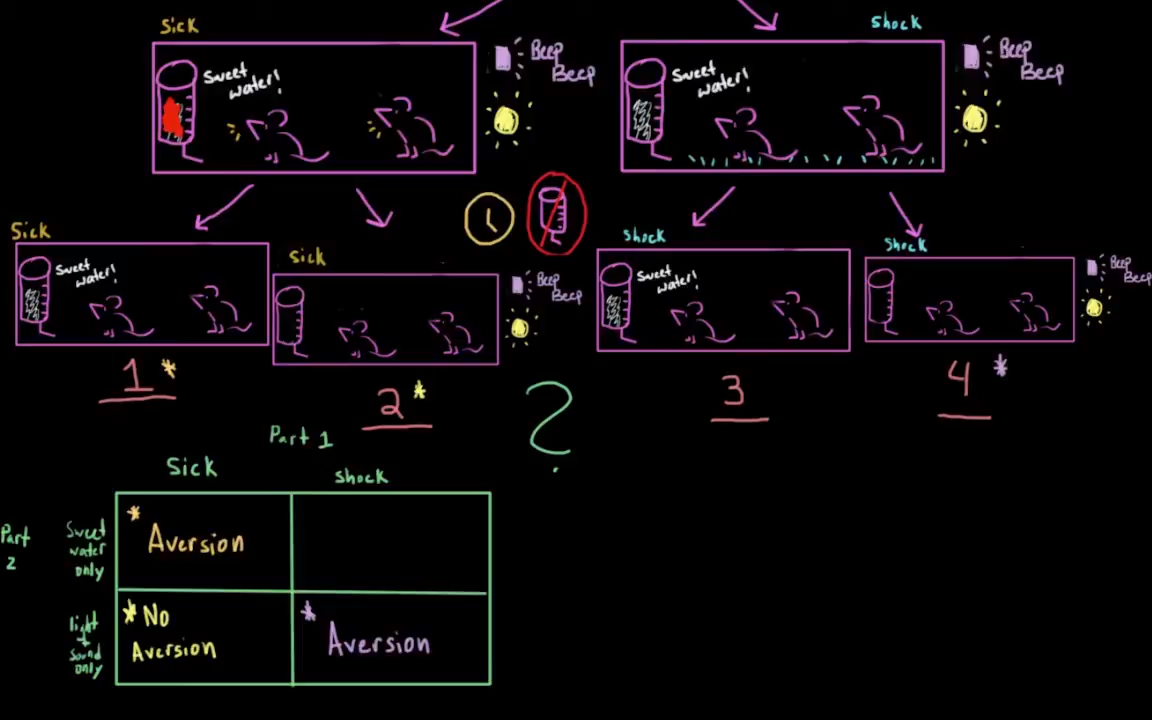 Sick
Shock
Sweet
water!
Beep
Beep
Sweet
water!
Beep
Beep
Sick
Sick
Shock
Shock
Sweet
water!
Beep
Beep
Sweet
water!
Beep
Beep
1 *
2 *
?
3
4 *
Part 1
Sick
Shock
Part
2
Sweet
water
only
* Aversion
light
+
Sound
only
* No
Aversion
* Aversion